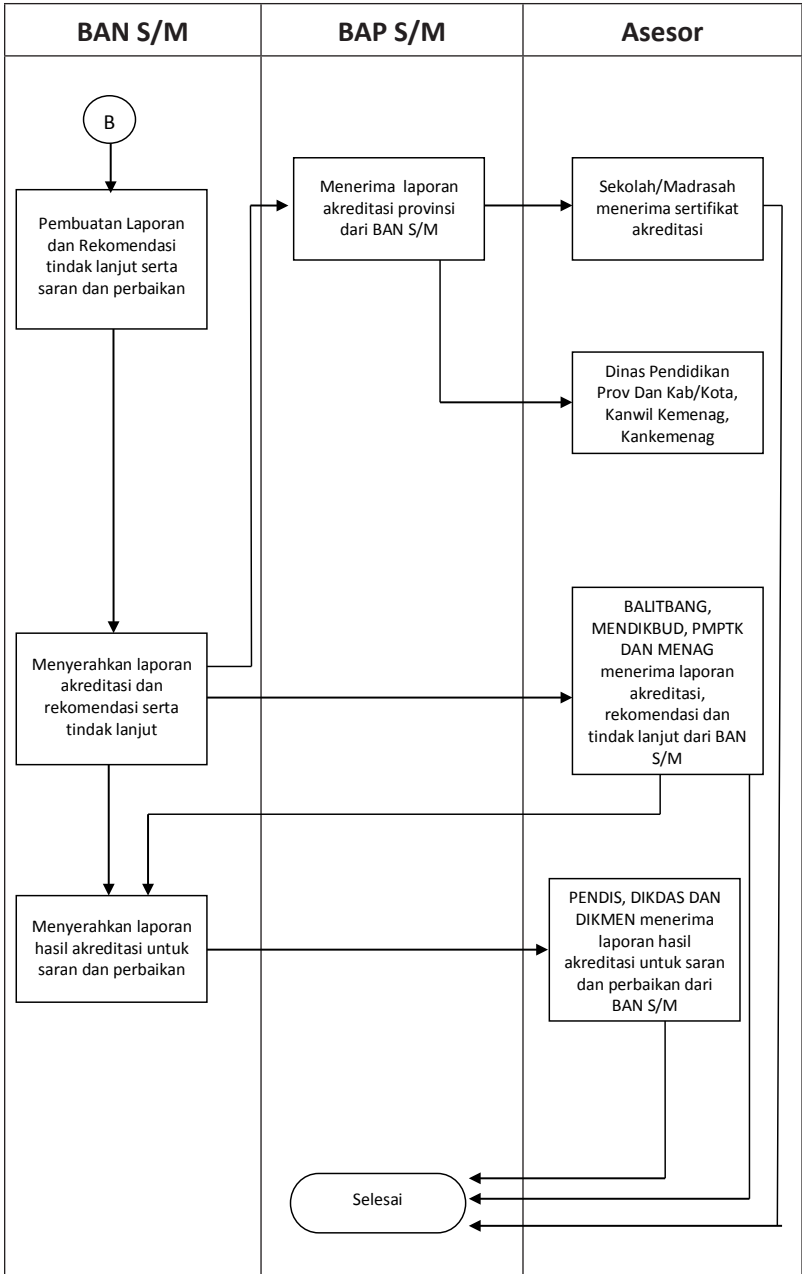 BAN S/M
BAP S/M
Asesor
B
Pembuatan Laporan
dan Rekomendasi
tindak lanjut serta
saran dan perbaikan
Menerima laporan
akreditasi provinsi
dari BAN S/M
Sekolah/Madrasah
menerima sertifikat
akreditasi
Dinas Pendidikan
Prov Dan Kab/Kota,
Kanwil Kemenag,
Kankemenag
Menyerahkan laporan
akreditasi dan
rekomendasi serta
tindak lanjut
BALITBANG,
MENDIKBUD, PMPTK
DAN MENAG
menerima laporan
akreditasi,
rekomendasi dan
tindak lanjut dari BAN
S/M
Menyerahkan laporan
hasil akreditasi untuk
saran dan perbaikan
PENDIS, DIKDAS DAN
DIKMEN menerima
laporan hasil
akreditasi untuk saran
dan perbaikan dari
BAN S/M
Selesai